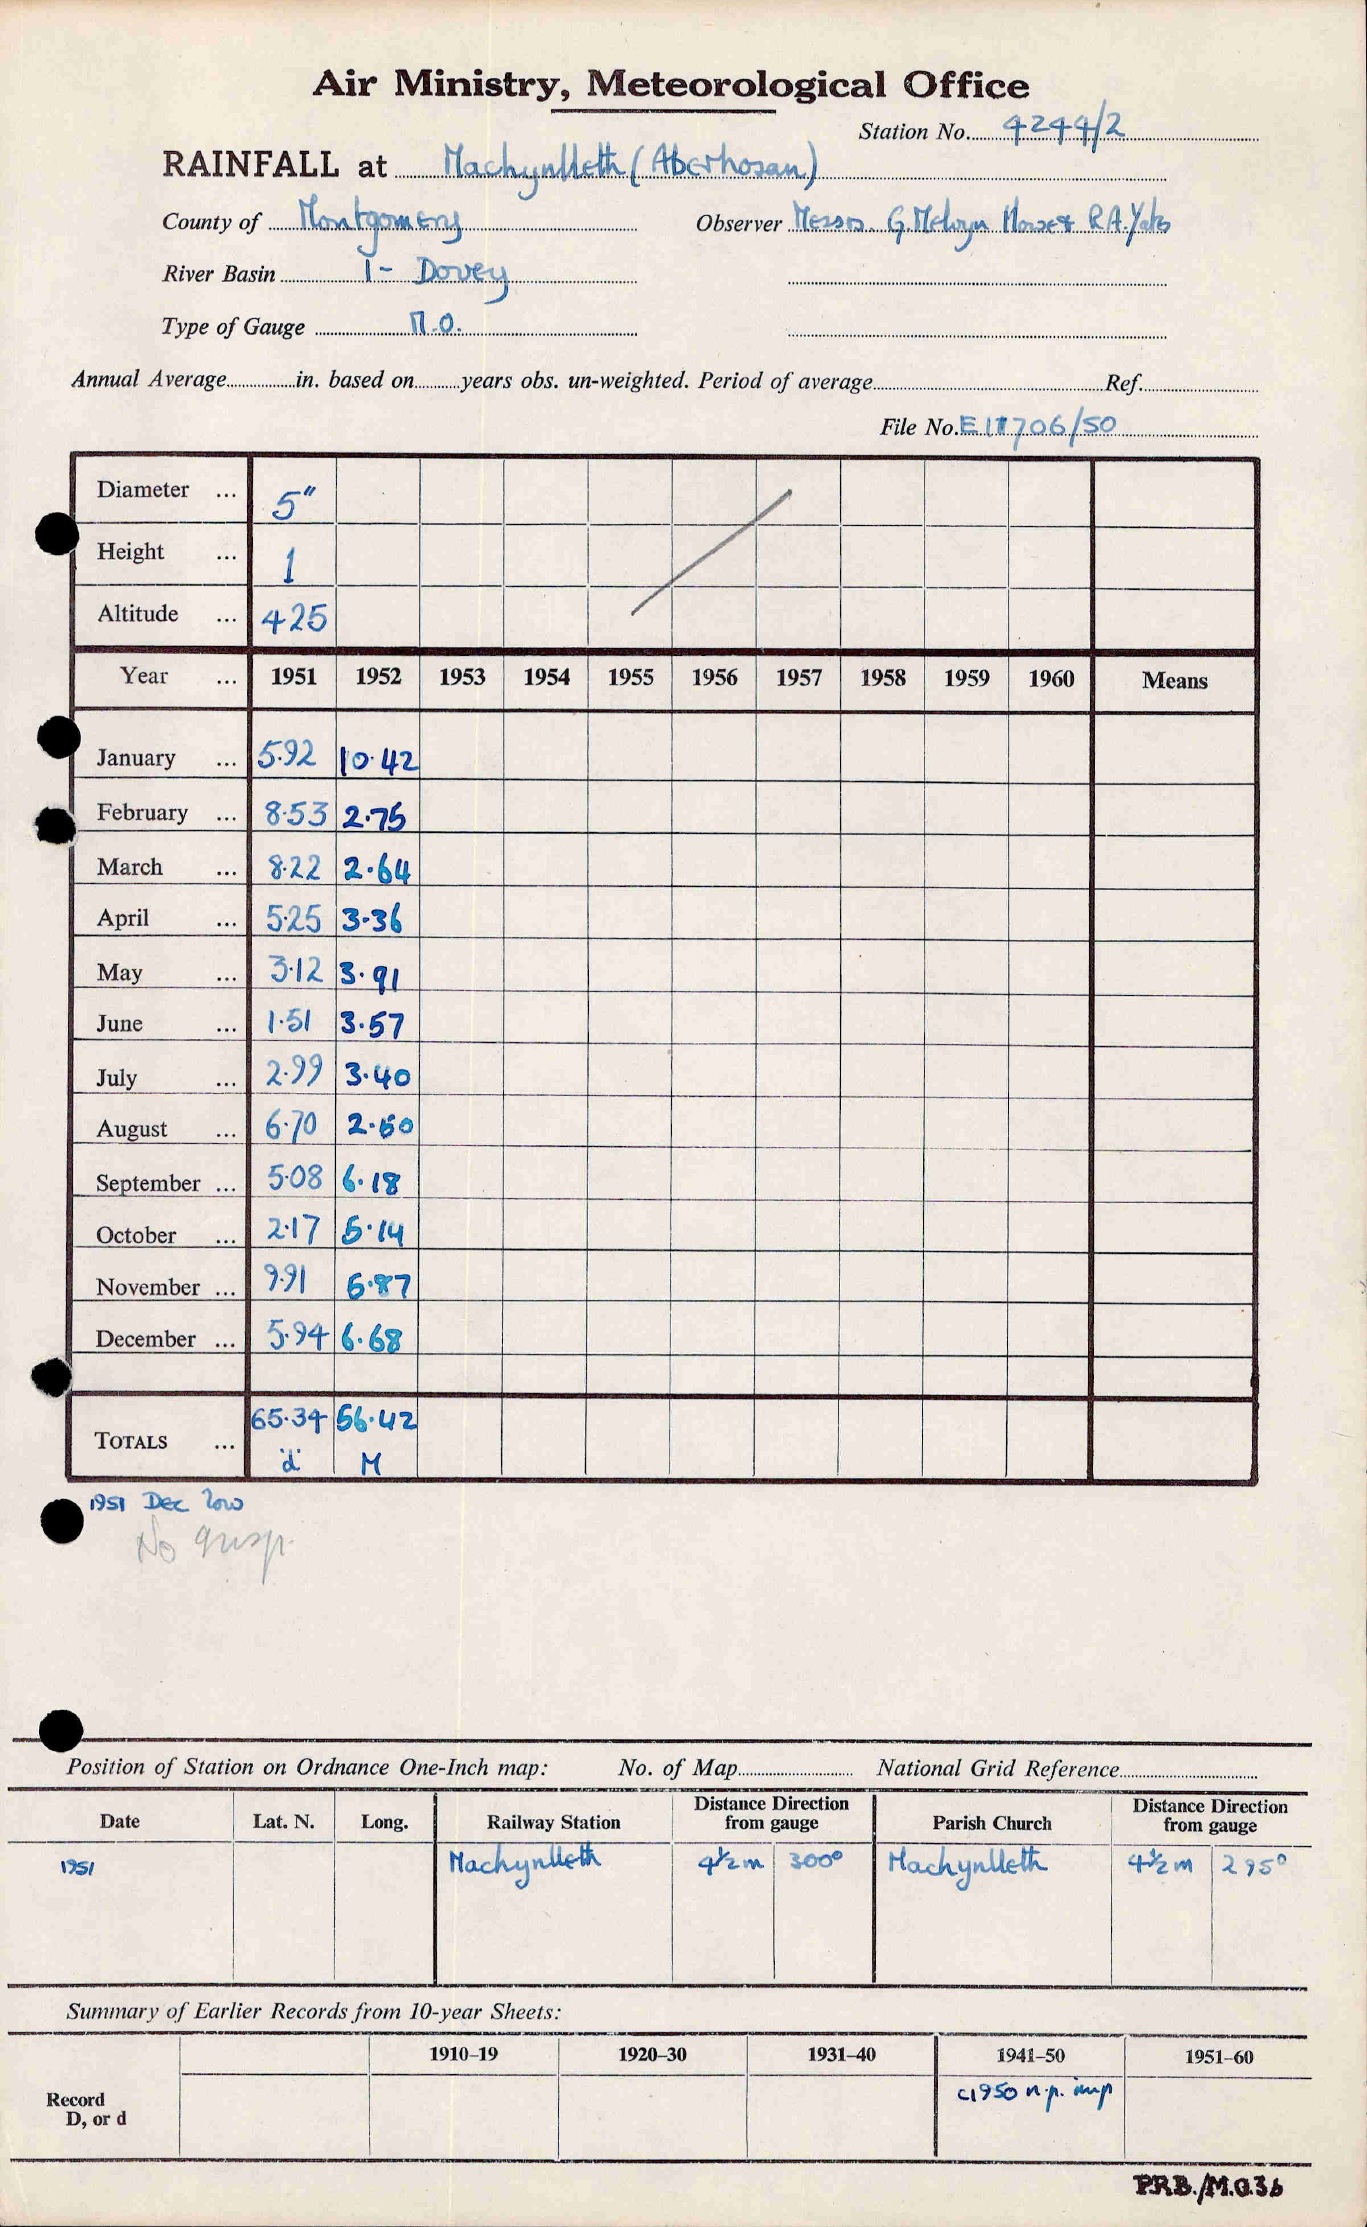 Air Ministry, Meteorological Office
Station No. 4244/2
RAINFALL at Machynlleth (Aberhosan)
County of Montgomery Observer Messrs. G. Melvyn Howe & R.A. Yates
River Basin 1- Dovey
Type of Gauge M.O.
Annual Average in. based on years obs. un-weighted. Period of average Ref.
File No. E11706/50
Diameter ... 5"
Height ... 1
Altitude ... 425
Year ... 1951 1952 1953 1954 1955 1956 1957 1958 1959 1960 Means
January ... 5.92 10.42
February ... 8.53 2.75
March ... 8.22 2.64
April ... 5.25 3.36
May ... 3.12 3.91
June ... 1.51 3.57
July ... 2.99 3.40
August ... 6.70 2.50
September ... 5.08 6.18
October ... 2.17 5.14
November ... 9.91 5.87
December ... 5.94 6.68
TOTALS ... 65.34 56.42
'd' M
1951 Dec low
No
Position of Station on Ordnance One-Inch map: No. of Map National Grid Reference
Date Lat. N. Long. Railway Station Distance Direction from gauge Parish Church Distance Direction from gauge
1951 Machynlleth 4½ m 300° Machynlleth 4½ m 295°
Summary of Earlier Records from 10-year Sheets:
1910–19 1920–30 1931–40 1941–50 1951–60
Record D, or d c1950 n.p. imp
P.R.B./M.O.36